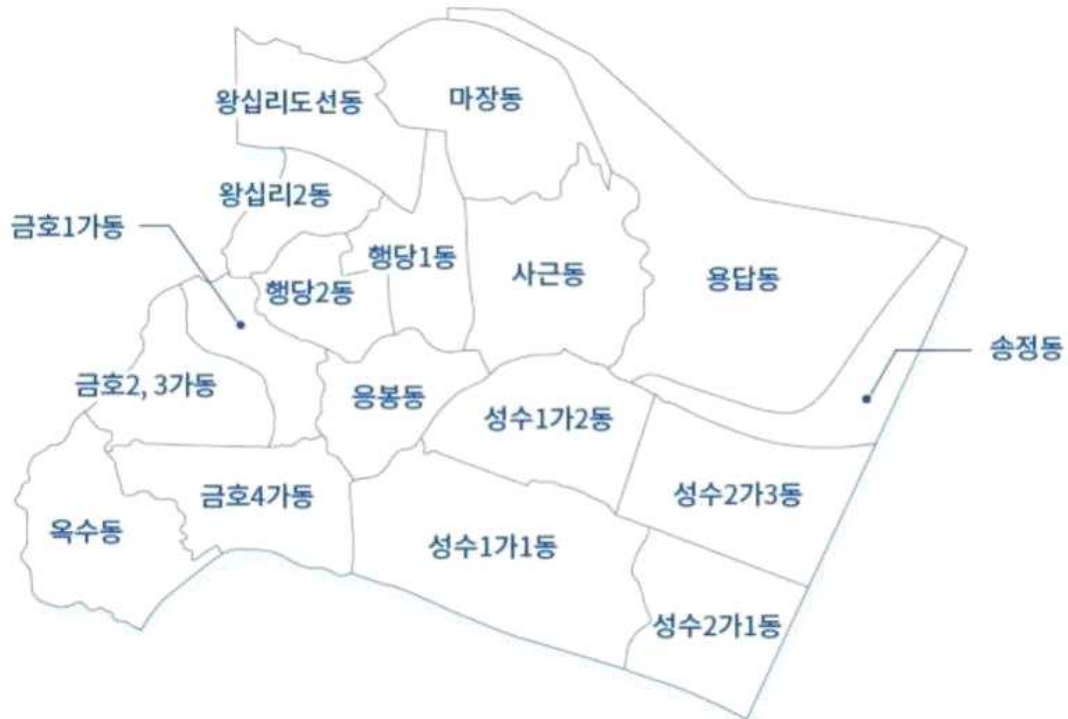 왕십리도선동
마장동
왕십리2동
금호1가동
행당1동
행당2동
사근동
용답동
송정동
금호2, 3가동
응봉동
성수1가2동
금호4가동
성수2가3동
옥수동
성수1가1동
성수2가1동